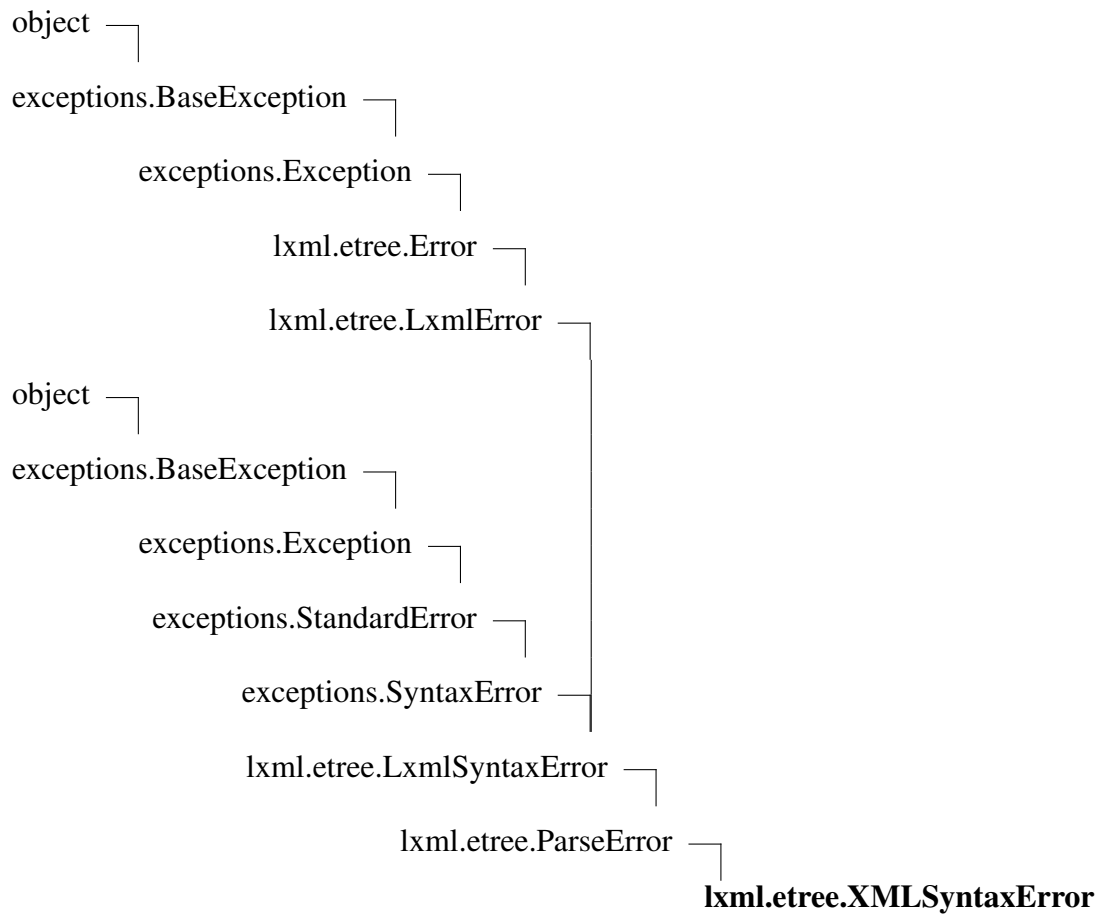 object
exceptions.BaseException
exceptions.Exception
lxml.etree.Error
lxml.etree.LxmlError
object
exceptions.BaseException
exceptions.Exception
exceptions.StandardError
exceptions.SyntaxError
lxml.etree.LxmlSyntaxError
lxml.etree.ParseError
lxml.etree.XMLSyntaxError